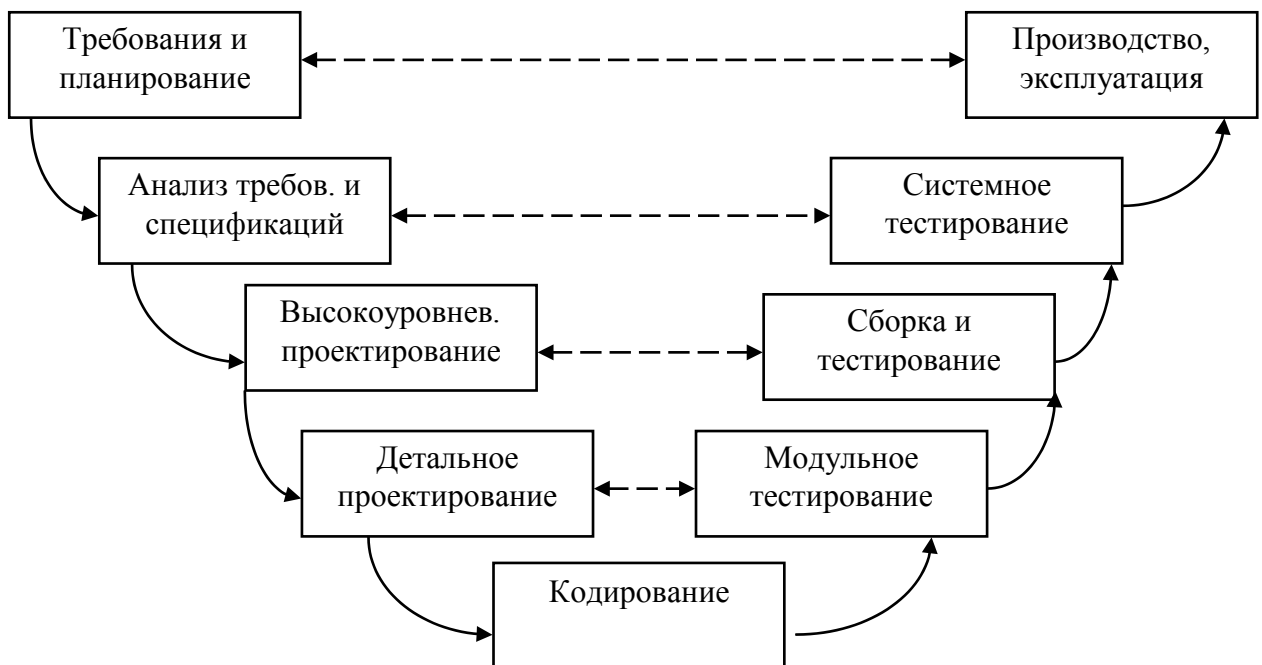 Требования и
планирование
Производство,
эксплуатация
Анализ требов. и
спецификаций
Системное
тестирование
Высокоуровнев.
проектирование
Сборка и
тестирование
Детальное
проектирование
Модульное
тестирование
Кодирование